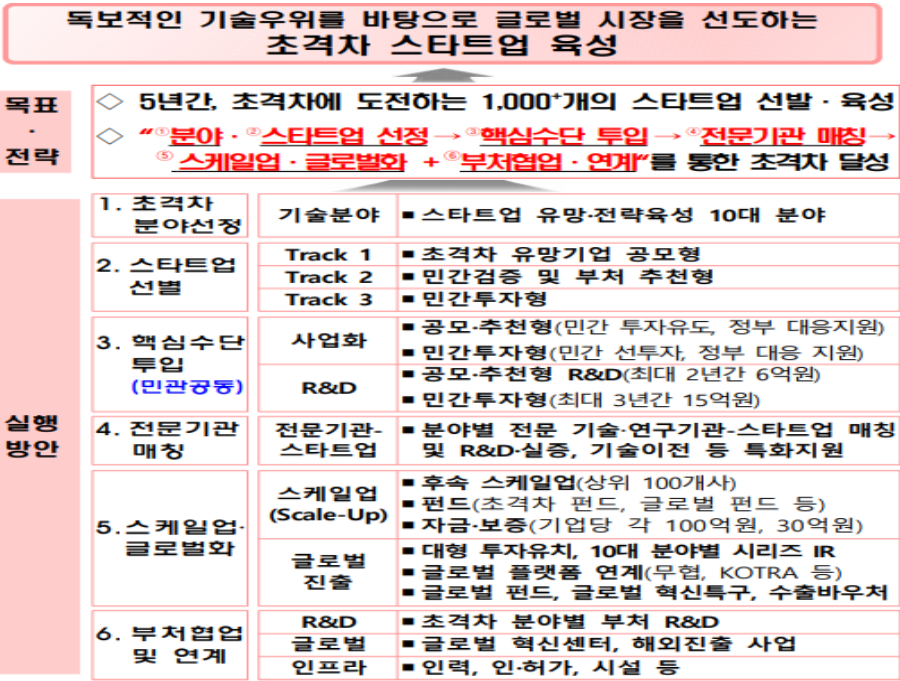 독보적인 기술우위를 바탕으로 글로벌 시장을 선도하는
초격차 스타트업 육성
목표
·
전략
◇ 5년간, 초격차에 도전하는 1,000⁺개의 스타트업 선발 · 육성
◇ “①분야 · ②스타트업 선정 → ③핵심수단 투입 → ④전문기관 매칭→
⑤스케일업 · 글로벌화 + ⑥부처협업 · 연계“를 통한 초격차 달성
실행
방안
1. 초격차
분야선정
기술분야
▪ 스타트업 유망·전략육성 10대 분야
2. 스타트업
선별
Track 1
▪ 초격차 유망기업 공모형
Track 2
▪ 민간검증 및 부처 추천형
Track 3
▪ 민간투자형
3. 핵심수단
투입
(민관공동)
사업화
▪ 공모·추천형(민간 투자유도, 정부 대응지원)
▪ 민간투자형(민간 선투자, 정부 대응 지원)
R&D
▪ 공모·추천형 R&D(최대 2년간 6억원)
▪ 민간투자형(최대 3년간 15억원)
4. 전문기관
매칭
전문기관-
스타트업
▪ 분야별 전문 기술·연구기관-스타트업 매칭
및 R&D·실증, 기술이전 등 특화지원
5.스케일업·
글로벌화
스케일업
(Scale-Up)
▪ 후속 스케일업(상위 100개사)
▪ 펀드(초격차 펀드, 글로벌 펀드 등)
▪ 자금·보증(기업당 각 100억원, 30억원)
글로벌
진출
▪ 대형 투자유치, 10대 분야별 시리즈 IR
▪ 글로벌 플랫폼 연계(무협, KOTRA 등)
▪ 글로벌 펀드, 글로벌 혁신특구, 수출바우처
6. 부처협업
및 연계
R&D
▪ 초격차 분야별 부처 R&D
글로벌
▪ 글로벌 혁신센터, 해외진출 사업
인프라
▪ 인력, 인·허가, 시설 등